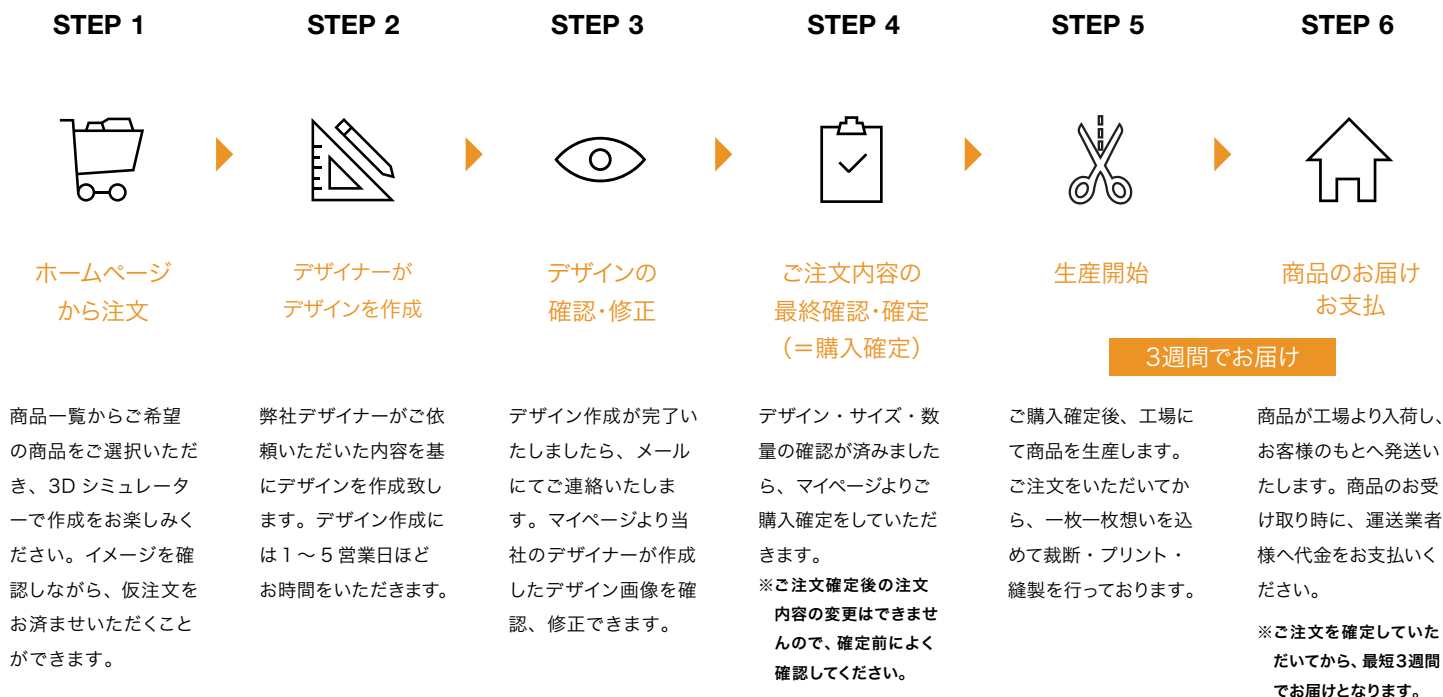 STEP 1
ホームページ
から注文
商品一覧からご希望
の商品をご選択いただ
き、3D シミュレータ
ーで作成をお楽しみく
ださい。イメージを確
認しながら、仮注文を
お済ませいただくこと
ができます。
STEP 2
デザイナーが
デザインを作成
弊社デザイナーがご依
頼いただいた内容を基
にデザインを作成致し
ます。デザイン作成に
は1～5営業日ほど
お時間をいただきます。
STEP 3
デザインの
確認・修正
デザイン作成が完了い
たしましたら、メール
にてご連絡いたしま
す。マイページより当
社のデザイナーが作成
したデザイン画像を確
認、修正できます。
STEP 4
ご注文内容の
最終確認・確定
（＝購入確定）
デザイン・サイズ・数
量の確認が済みました
ら、マイページよりご
購入確定をしていただ
きます。
※ご注文確定後の注文
内容の変更はできませ
んので、確定前によく
確認してください。
STEP 5
生産開始
3週間でお届け
ご購入確定後、工場に
て商品を生産します。
ご注文をいただいてか
ら、一枚一枚想いを込
めて裁断・プリント・
縫製を行っております。
STEP 6
商品のお届け
お支払
商品が工場より入荷し、
お客様のもとへ発送い
たします。商品のお受
け取り時に、運送業者
様へ代金をお支払いく
ださい。
※ご注文を確定していた
だいてから、最短3週間
でお届けとなります。